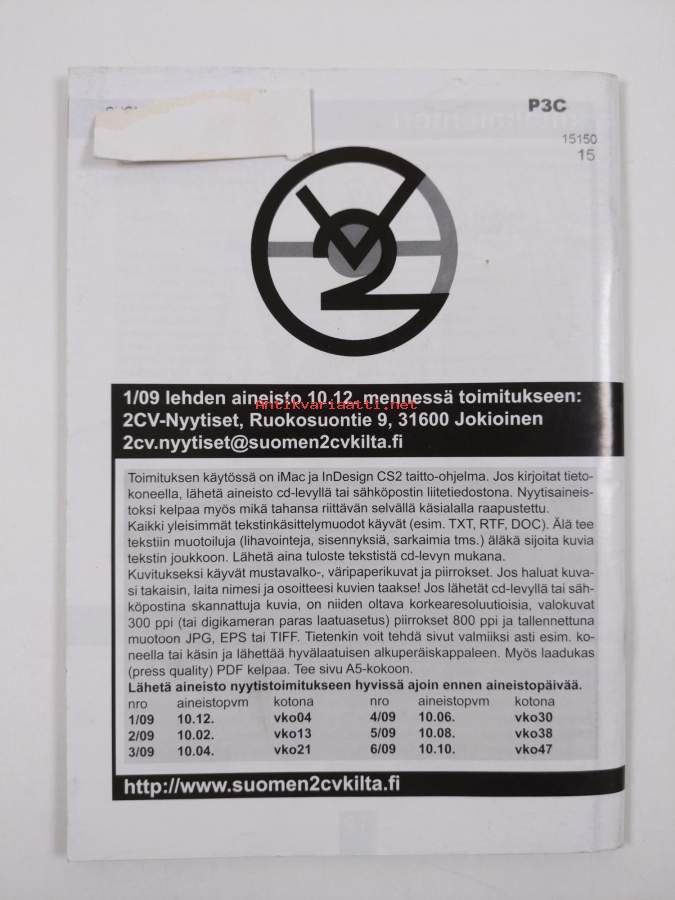 P3C
15150
15
2CV
1/09 lehden aineisto 10.12. mennessä toimitukseen:
Antikvariaatti.net
2CV-Nyytiset, Ruokosuontie 9, 31600 Jokioinen
2cv.nyytiset@suomen2cvkilta.fi
Toimituksen käytössä on iMac ja InDesign CS2 taitto-ohjelma. Jos kirjoitat tieto-
koneella, lähetä aineisto cd-levyllä tai sähköpostin liitetiedostona. Nyytisaineis-
toksi kelpaa myös mikä tahansa riittävän selvällä käsialalla raapustettu.
Kaikki yleisimmät tekstinkäsittelymuodot käyvät (esim. TXT, RTF, DOC). Älä tee
tekstiin muotoiluja (lihavointeja, sisennyksiä, sarkaimia tms.) äläkä sijoita kuvia
tekstin joukkoon. Lähetä aina tuloste tekstistä cd-levyn mukana.
Kuvitukseksi käyvät mustavalko-, väripaperikuvat ja piirrokset. Jos haluat kuva-
si takaisin, laita nimesi ja osoitteesi kuvien taakse! Jos lähetät cd-levyllä tai säh-
köpostina skannattuja kuvia, on niiden oltava korkearesoluutioisia, valokuvat
300 ppi (tai digikameran paras laatuasetus) piirrokset 800 ppi ja tallennettuna
muotoon JPG, EPS tai TIFF. Tietenkin voit tehdä sivut valmiiksi asti esim. ko-
neella tai käsin ja lähettää hyvälaatuisen alkuperäiskappaleen. Myös laadukas
(press quality) PDF kelpaa. Tee sivu A5-kokoon.
Lähetä aineisto nyytistoimitukseen hyvissä ajoin ennen aineistopäivää.
nro aineistopvm kotona nro aineistopvm kotona
1/09 10.12. vko04 4/09 10.06. vko30
2/09 10.02. vko13 5/09 10.08. vko38
3/09 10.04. vko21 6/09 10.10. vko47
http://www.suomen2cvkilta.fi